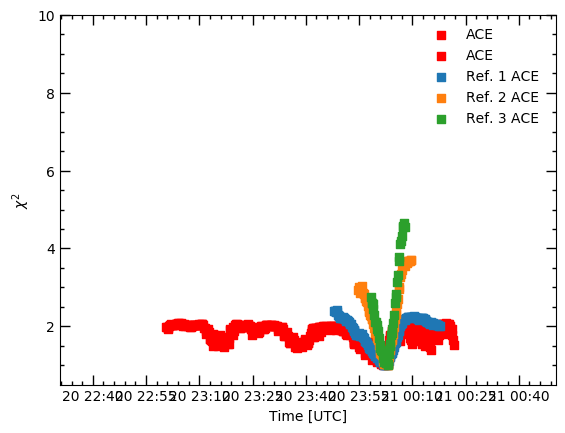 10
8
6
4
2
χ²
ACE
ACE
Ref. 1 ACE
Ref. 2 ACE
Ref. 3 ACE
20 22:40 20 22:55 20 23:10 20 23:25 20 23:40 20 23:55 21 00:10 21 00:25 21 00:40
Time [UTC]